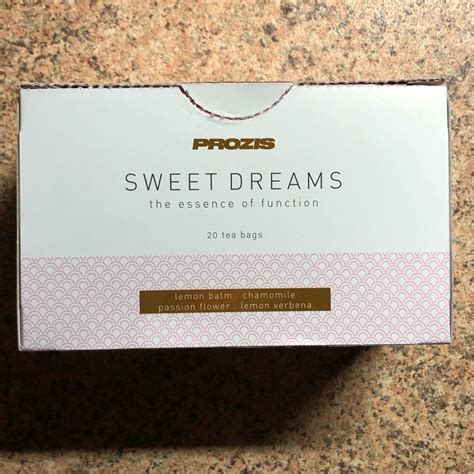 PROZIS
SWEET DREAMS
the essence of function
20 tea bags
lemon balm . chamomile
passion flower . lemon verbena